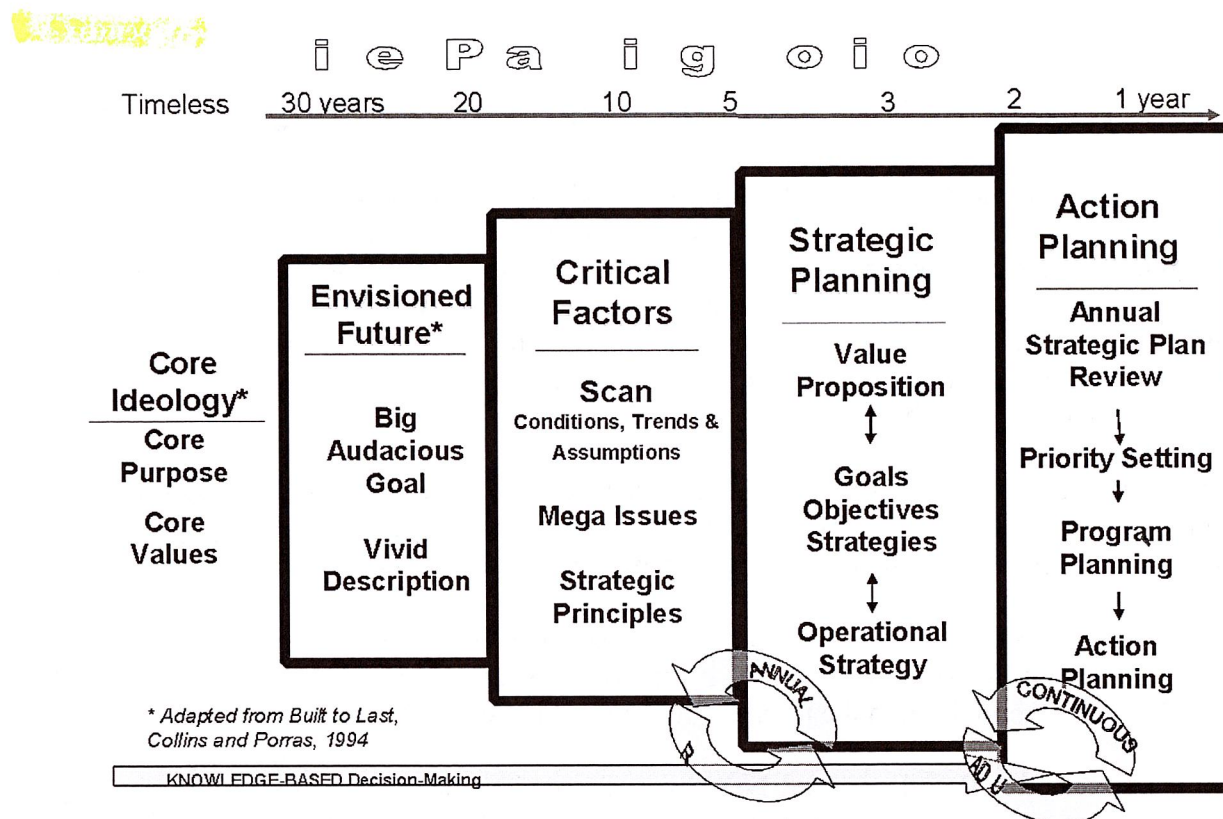 i e P a i g o i o
Timeless 30 years 20 10 5 3 2 1 year
Core
Ideology*
Core
Purpose
Core
Values
Envisioned
Future*
Big
Audacious
Goal
Vivid
Description
Critical
Factors
Scan
Conditions, Trends &
Assumptions
Mega Issues
Strategic
Principles
Strategic
Planning
Value
Proposition
Goals
Objectives
Strategies
Operational
Strategy
Action
Planning
Annual
Strategic Plan
Review
Priority Setting
Program
Planning
Action
Planning
ANNUAL
CONTINUOUS
* Adapted from Built to Last,
Collins and Porras, 1994
KNOWLEDGE-BASED Decision-Making